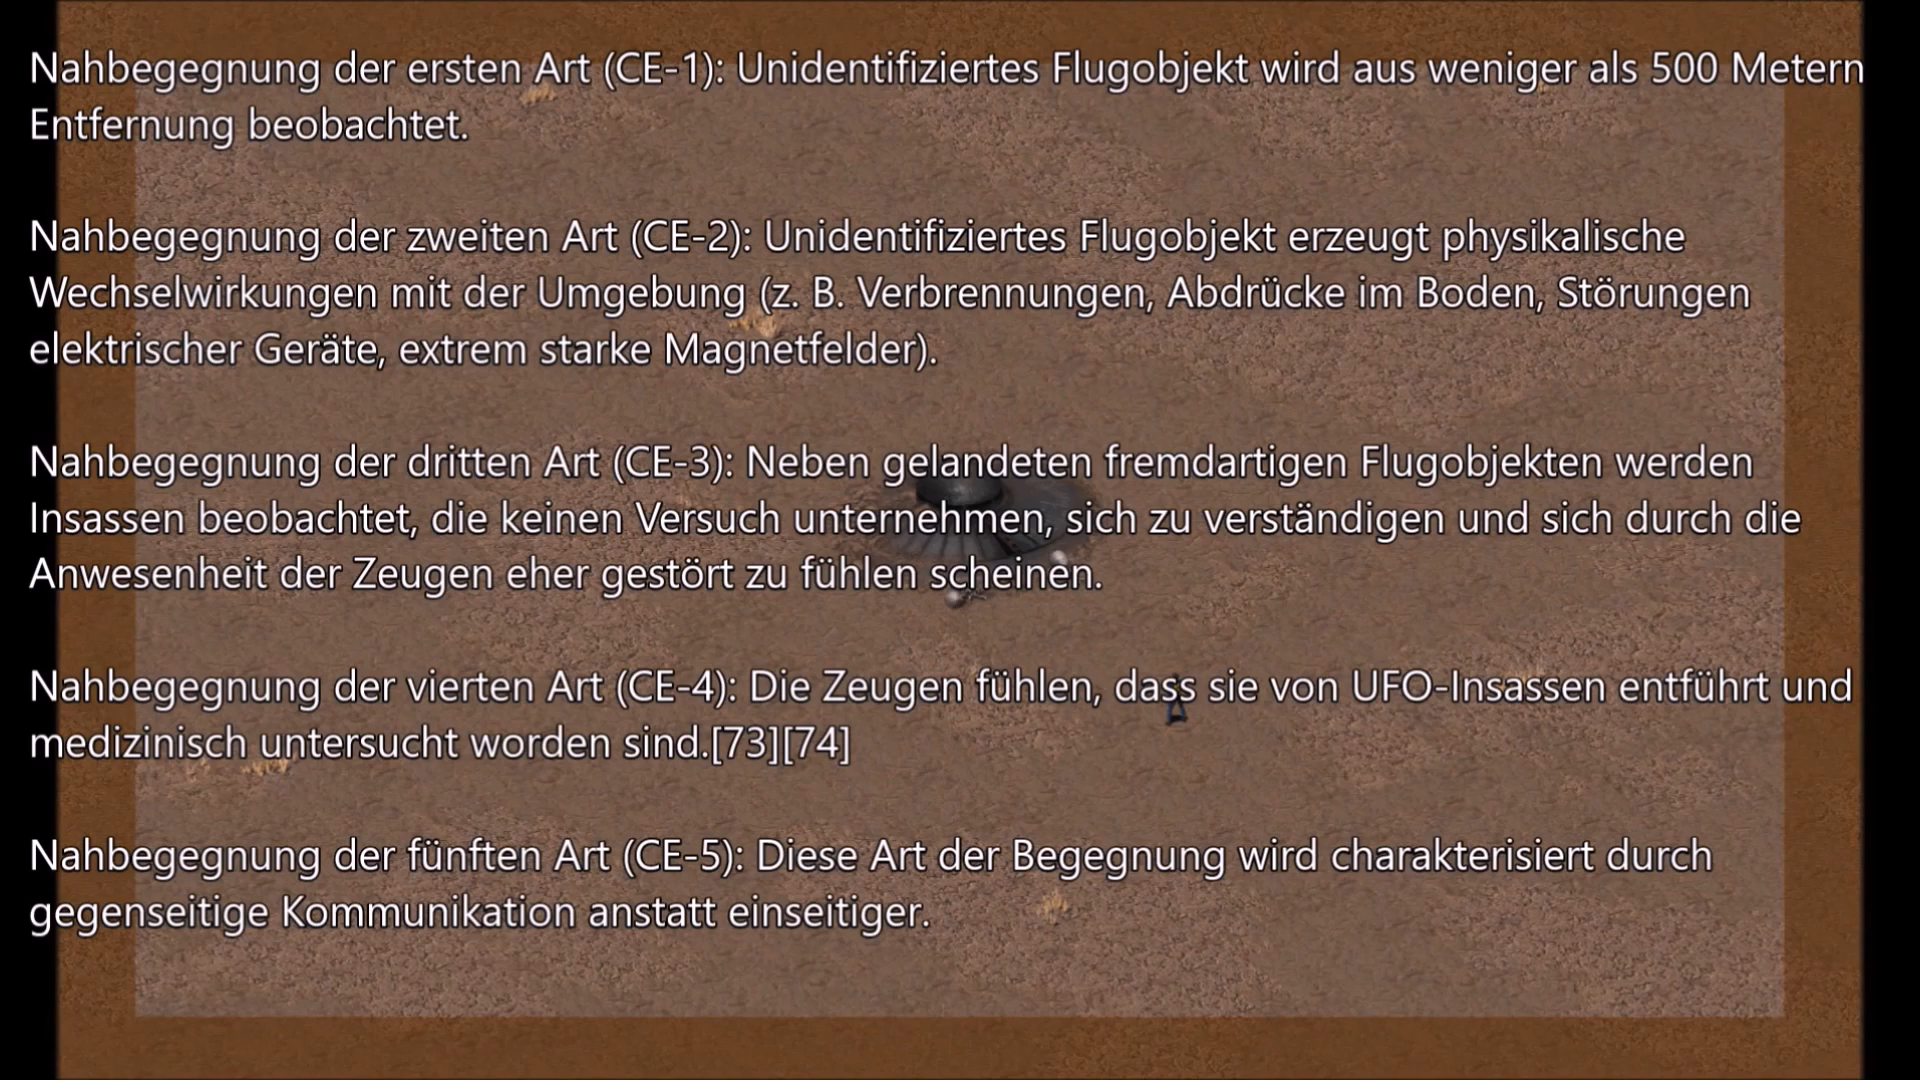 Nahbegegnung der ersten Art (CE-1): Unidentifiziertes Flugobjekt wird aus weniger als 500 Metern
Entfernung beobachtet.
Nahbegegnung der zweiten Art (CE-2): Unidentifiziertes Flugobjekt erzeugt physikalische
Wechselwirkungen mit der Umgebung (z. B. Verbrennungen, Abdrücke im Boden, Störungen
elektrischer Geräte, extrem starke Magnetfelder).
Nahbegegnung der dritten Art (CE-3): Neben gelandeten fremdartigen Flugobjekten werden
Insassen beobachtet, die keinen Versuch unternehmen, sich zu verständigen und sich durch die
Anwesenheit der Zeugen eher gestört zu fühlen scheinen.
Nahbegegnung der vierten Art (CE-4): Die Zeugen fühlen, dass sie von UFO-Insassen entführt und
medizinisch untersucht worden sind.[73][74]
Nahbegegnung der fünften Art (CE-5): Diese Art der Begegnung wird charakterisiert durch
gegenseitige Kommunikation anstatt einseitiger.